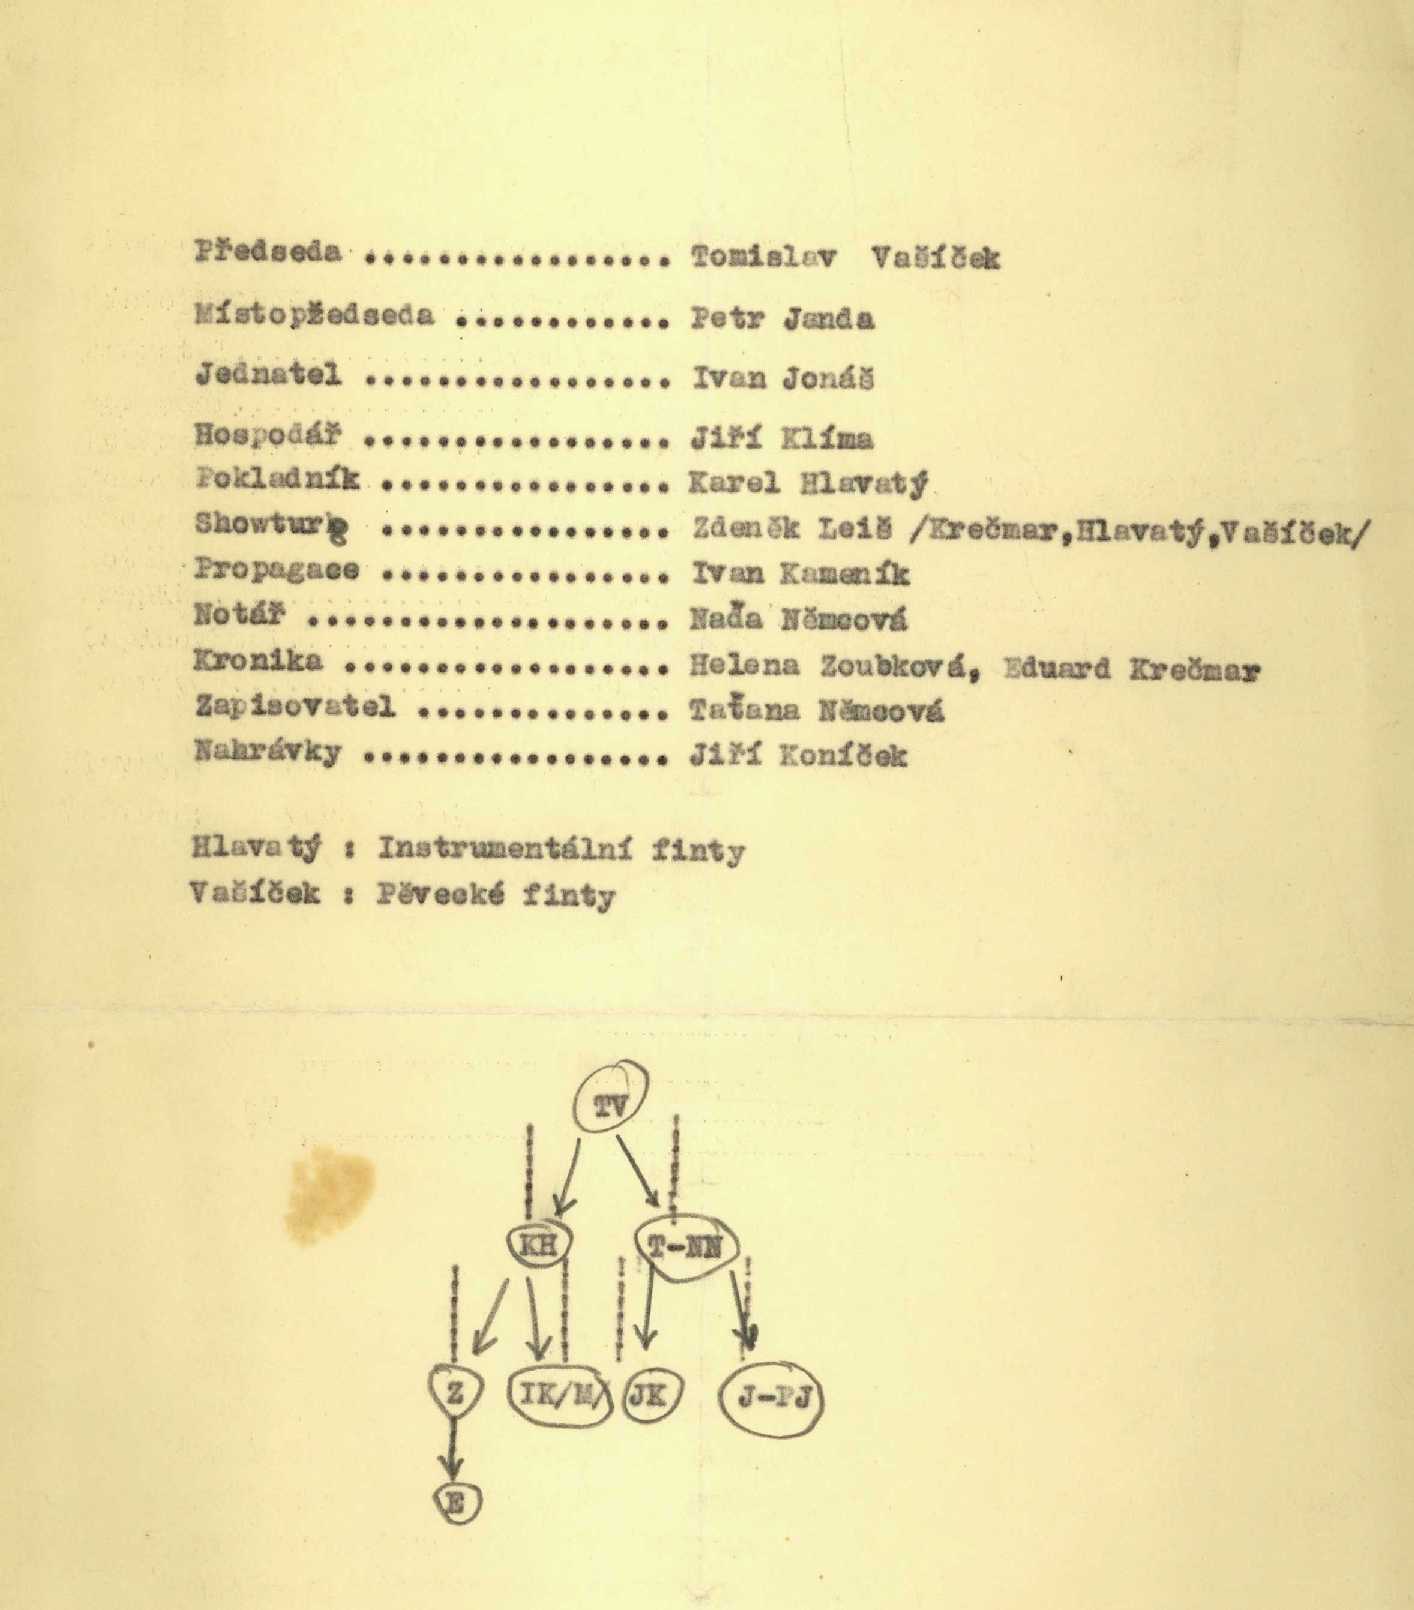 Předseda ................. Tomislav Vašíček
Místopředseda ............ Petr Janda
Jednatel ................. Ivan Jonáš
Hospodář ................. Jiří Klíma
Pokladník ................ Karel Hlavatý
Showturg ................ Zdeněk Leiš /Krečmar,Hlavatý,Vašíček/
Propagace ................ Ivan Kameník
Notář .................... Naďa Němcová
Kronika .................. Helena Zoubková, Eduard Krečmar
Zapisovatel .............. Taťana Němcová
Nahrávky ................. Jiří Koníček
Hlavatý : Instrumentální finty
Vašíček : Pěvecké finty
TV
KH T-NN
Z IK/M/ JK J-PJ
E